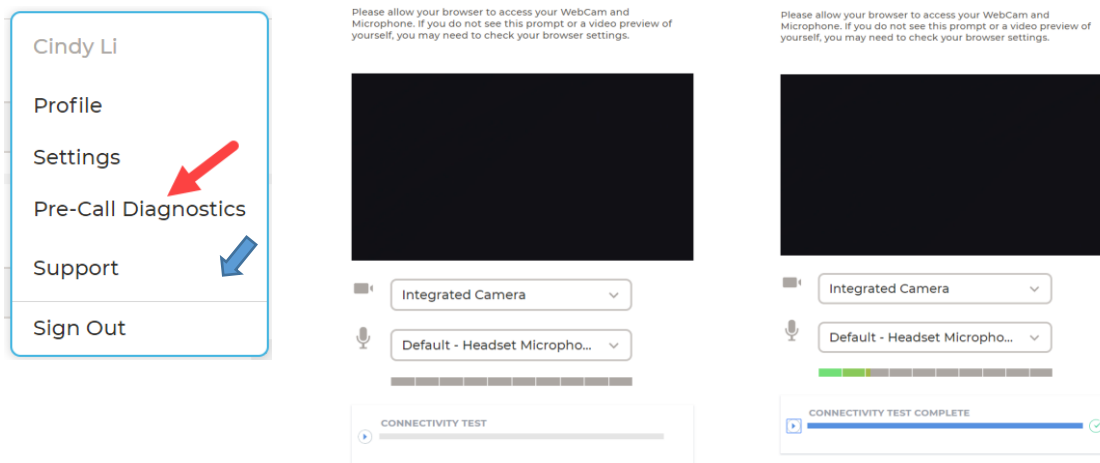 Cindy Li
Profile
Settings
Pre-Call Diagnostics
Support
Sign Out
Please allow your browser to access your WebCam and
Microphone. If you do not see this prompt or a video preview of
yourself, you may need to check your browser settings.
Integrated Camera
Default - Headset Micropho...
CONNECTIVITY TEST
Please allow your browser to access your WebCam and
Microphone. If you do not see this prompt or a video preview of
yourself, you may need to check your browser settings.
Integrated Camera
Default - Headset Micropho...
CONNECTIVITY TEST COMPLETE